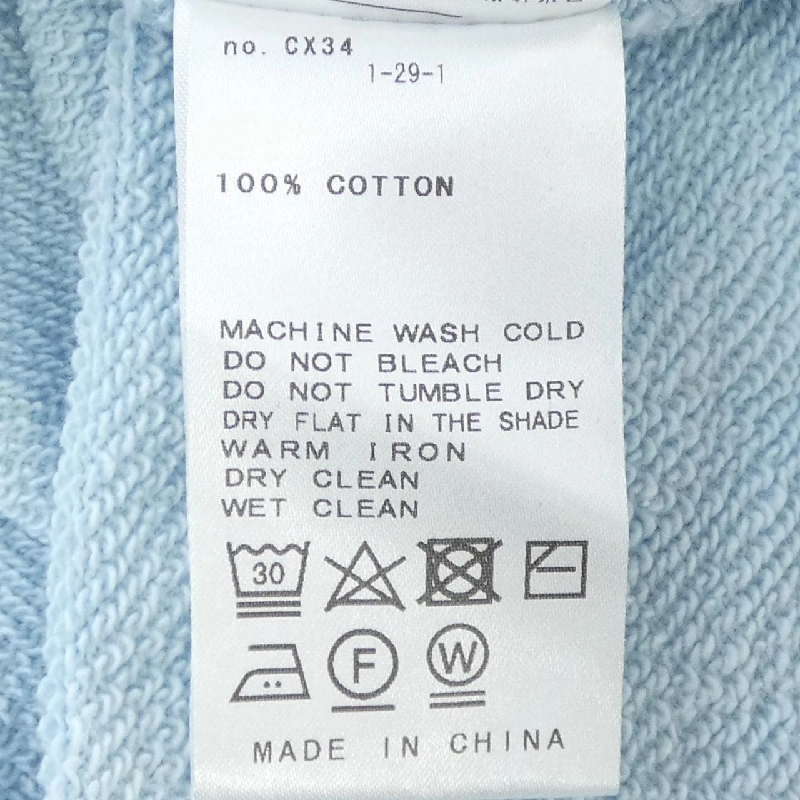 no. CX34
1-29-1
100% COTTON
MACHINE WASH COLD
DO NOT BLEACH
DO NOT TUMBLE DRY
DRY FLAT IN THE SHADE
WARM IRON
DRY CLEAN
WET CLEAN
30
F W
MADE IN CHINA